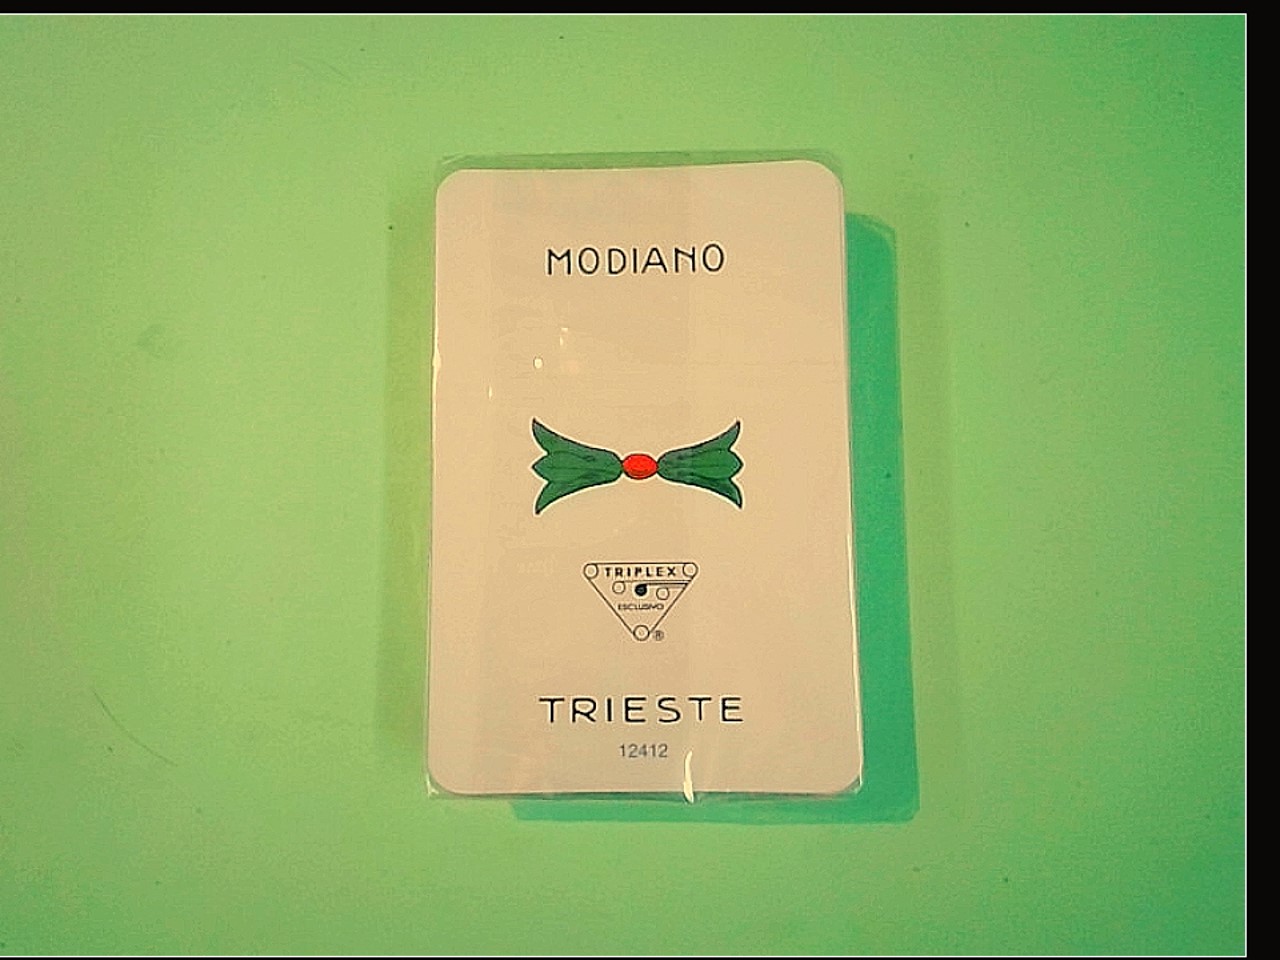 MODIANO
TRIPLEX
ESCLUSIVO
®
TRIESTE
12412